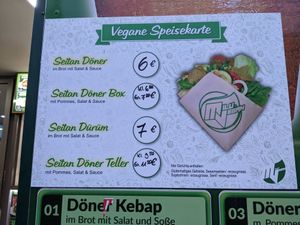 Vegane Speisekarte
Seitan Döner 6 €
im Brot mit Salat & Sauce
Seitan Döner Box
mit Pommes, Salat & Sauce
Seitan Dürüm 7 €
im Brot mit Salat & Sauce
Seitan Döner Teller
mit Pommes, Salat & Sauce
01 Döner Kebap
im Brot mit Salat und Soße
03 Döne
m. Pommes